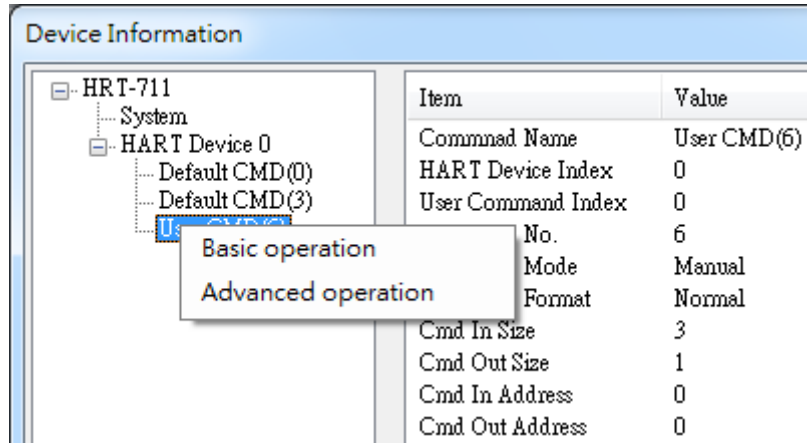 Device Information
HRT-711
System
HART Device 0
Default CMD(0)
Default CMD(3)
Basic operation
Advanced operation
Item Value
Commnad Name User CMD(6)
HART Device Index 0
User Command Index 0
No. 6
Mode Manual
Format Normal
Cmd In Size 3
Cmd Out Size 1
Cmd In Address 0
Cmd Out Address 0